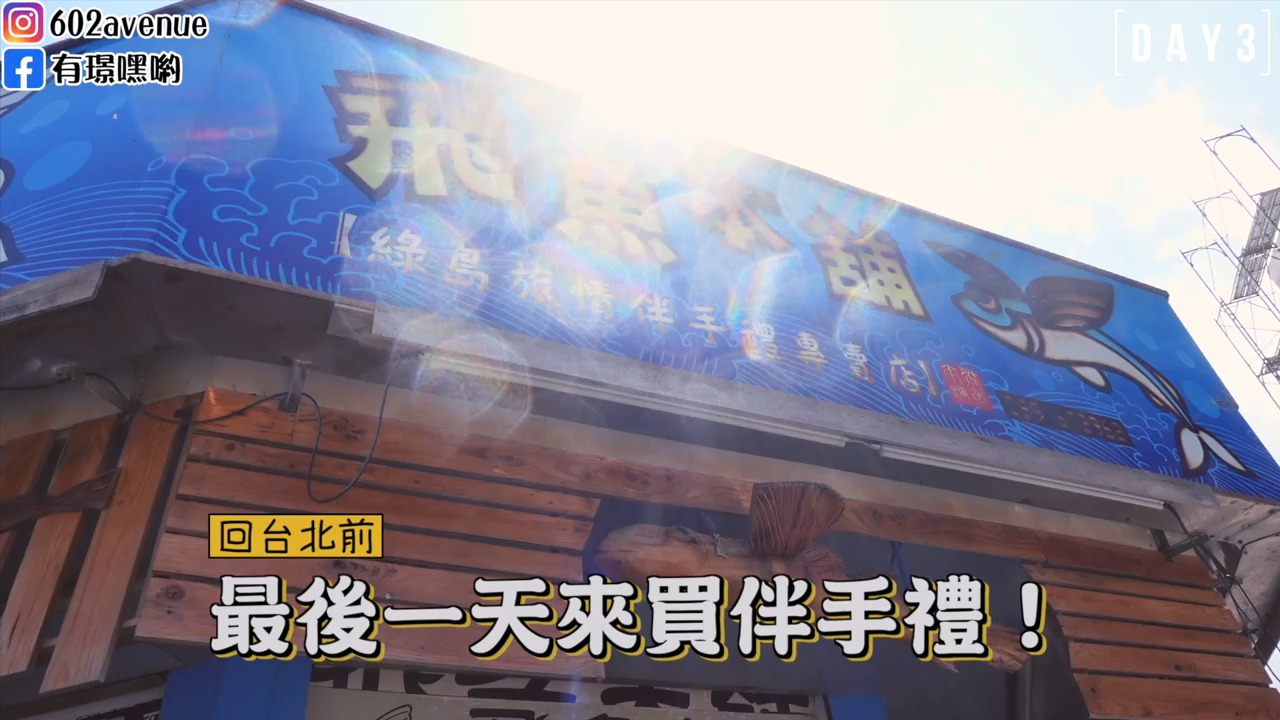 602avenue
有璟嘿喲
[DAY3]
飛魚本舖
【綠島旅情伴手禮專賣店】
回台北前
最後一天來買伴手禮！